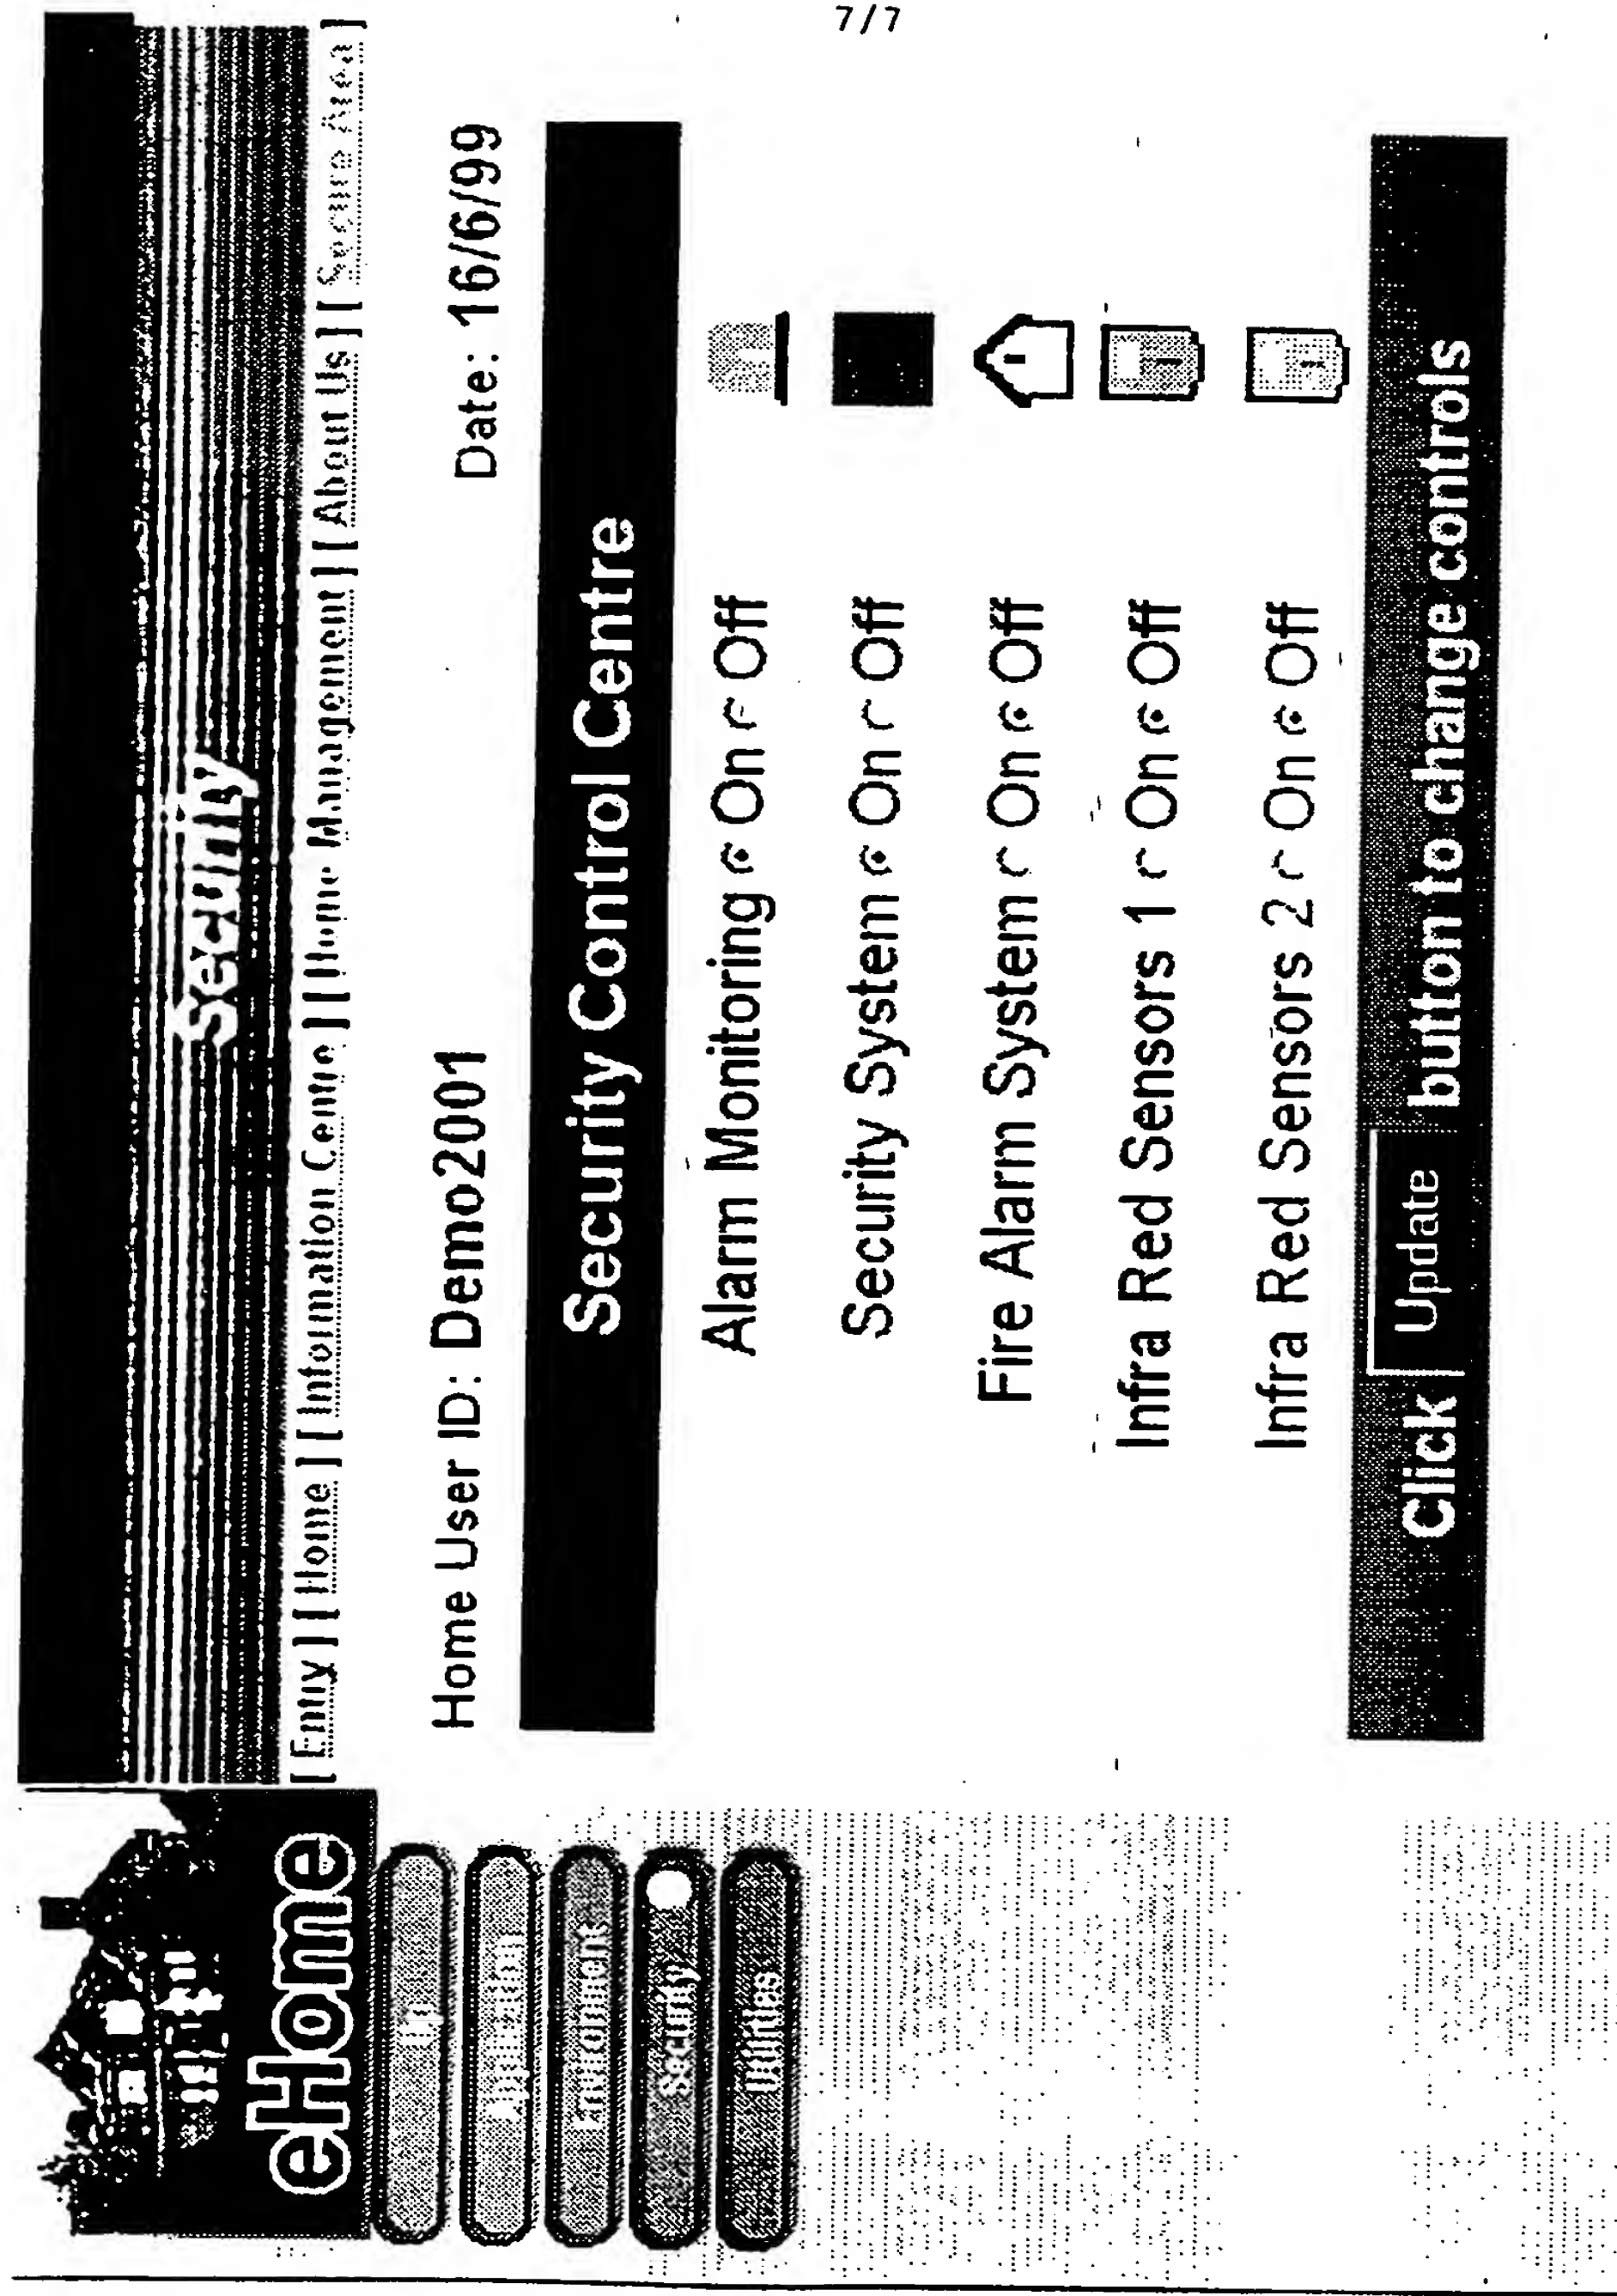 7/7
Security
[ Entry ] [ Home ] [ Information Centre ] [ Home Management ] [ About Us ] [ Secure Area ]
eHome
Up
Application
Environment
Security
Utilities
Home User ID: Demo2001 Date: 16/6/99
Security Control Centre
Alarm Monitoring On Off
Security System On Off
Fire Alarm System On Off
Infra Red Sensors 1 On Off
Infra Red Sensors 2 On Off
Click Update button to change controls